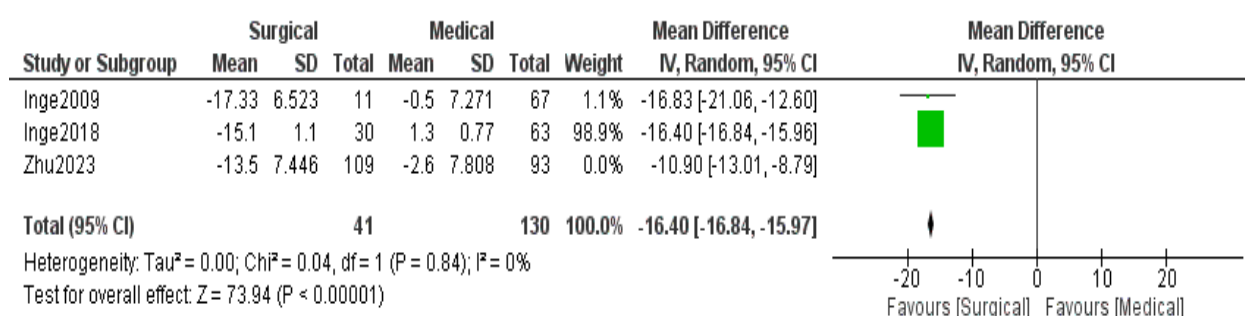 Surgical Medical Mean Difference Mean Difference
Study or Subgroup Mean SD Total Mean SD Total Weight IV, Random, 95% CI IV, Random, 95% CI
Inge2009 -17.33 6.523 11 -0.5 7.271 67 1.1% -16.83 [-21.06, -12.60]
Inge2018 -15.1 1.1 30 1.3 0.77 63 98.9% -16.40 [-16.84, -15.96]
Zhu2023 -13.5 7.446 109 -2.6 7.808 93 0.0% -10.90 [-13.01, -8.79]
Total (95% CI) 41 130 100.0% -16.40 [-16.84, -15.97]
Heterogeneity: Tau² = 0.00; Chi² = 0.04, df = 1 (P = 0.84); I² = 0%
Test for overall effect: Z = 73.94 (P < 0.00001)
-20 -10 0 10 20
Favours [Surgical] Favours [Medical]